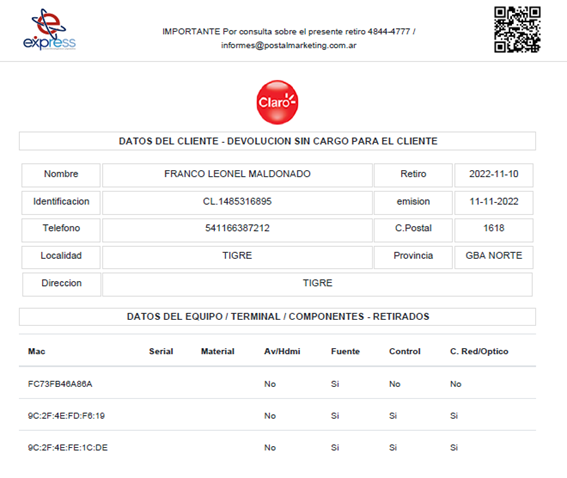 express
IMPORTANTE Por consulta sobre el presente retiro 4844-4777 /
informes@postalmarketing.com.ar
Claro
DATOS DEL CLIENTE - DEVOLUCION SIN CARGO PARA EL CLIENTE
Nombre FRANCO LEONEL MALDONADO Retiro 2022-11-10
Identificacion CL.1485316895 emision 11-11-2022
Telefono 541166387212 C.Postal 1618
Localidad TIGRE Provincia GBA NORTE
Direccion TIGRE
DATOS DEL EQUIPO / TERMINAL / COMPONENTES - RETIRADOS
Mac Serial Material Av/Hdmi Fuente Control C. Red/Optico
FC73FB46A86A No Si No No
9C:2F:4E:FD:F6:19 No Si Si Si
9C:2F:4E:FE:1C:DE No Si Si Si